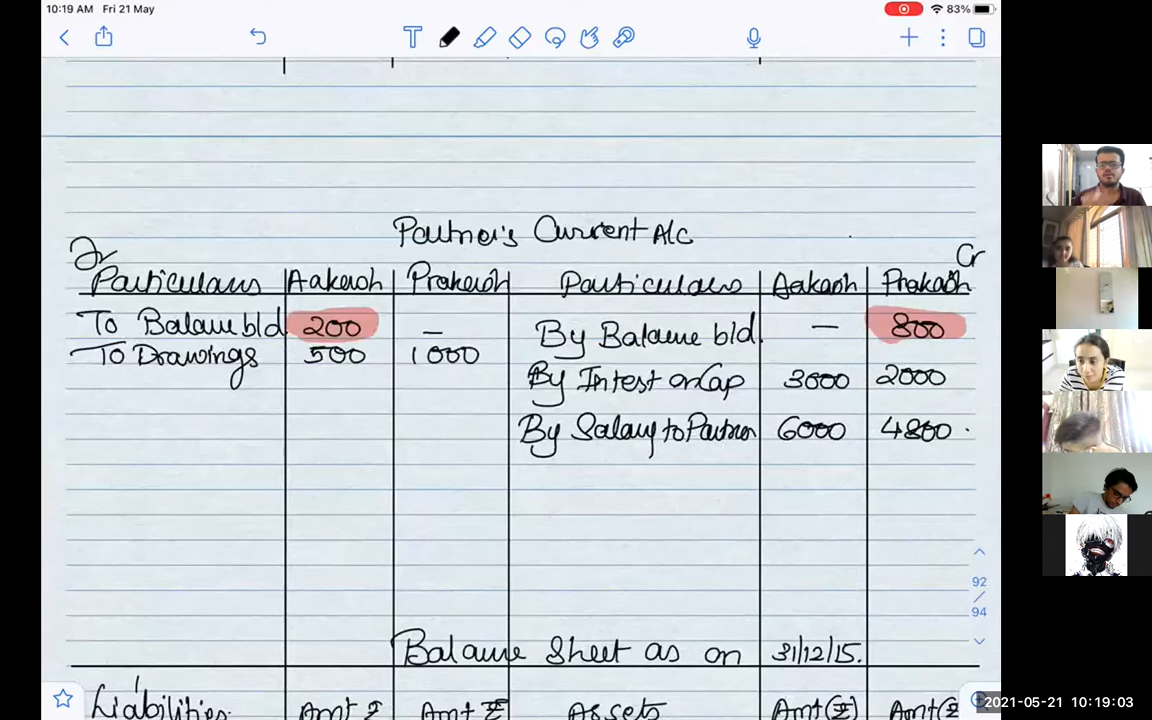 10:19 AM Fri 21 May
83%
T
Partner's Current A/c
Dr
Cr
Particulars Aakash Prakash Particulars Aakash Prakash
To Balance b/d 200 — By Balance b/d. — 800
To Drawings 500 1000
By Intest on Cap 3000 2000
By Salary to Partner 6000 4800
92
/
94
Balance Sheet as on 31/12/15.
Liabilities Amt ₹ Amt ₹ Assets Amt(₹) Amt(₹
2021-05-21 10:19:03